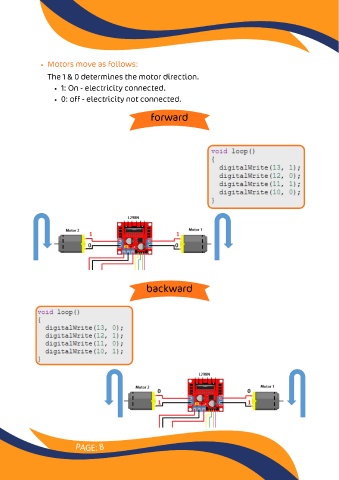 • Motors move as follows:
The 1 & 0 determines the motor direction.
• 1: On - electricity connected.
• 0: off - electricity not connected.
forward
void loop()
{
digitalWrite(13, 1);
digitalWrite(12, 0);
digitalWrite(11, 1);
digitalWrite(10, 0);
}
L298N
Motor 2
Motor 1
1
1
0
0
backward
void loop()
{
digitalWrite(13, 0);
digitalWrite(12, 1);
digitalWrite(11, 0);
digitalWrite(10, 1);
}
L298N
Motor 2
Motor 1
0
0
1
1
PAGE: 8